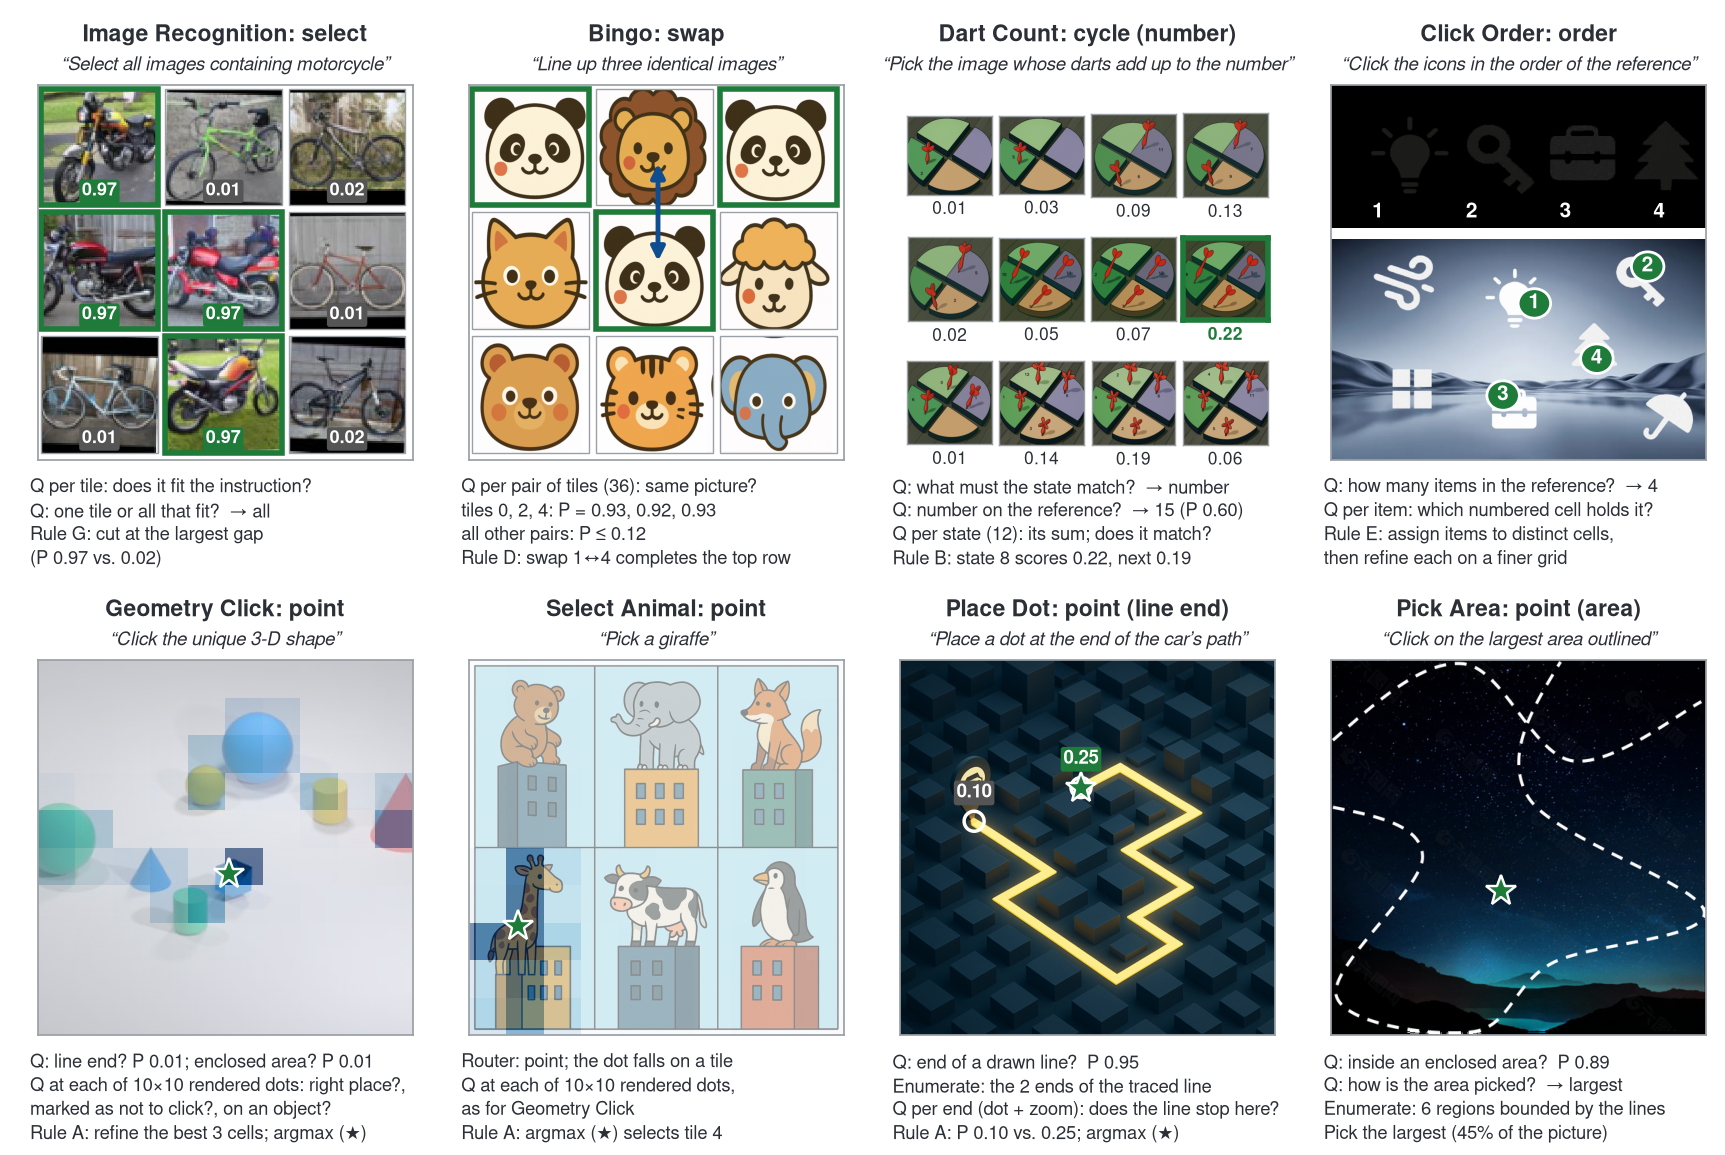 Image Recognition: select
“Select all images containing motorcycle”
0.97
0.01
0.02
0.97
0.97
0.01
0.01
0.97
0.02
Q per tile: does it fit the instruction?
Q: one tile or all that fit? → all
Rule G: cut at the largest gap
(P 0.97 vs. 0.02)
Bingo: swap
“Line up three identical images”
Q per pair of tiles (36): same picture?
tiles 0, 2, 4: P = 0.93, 0.92, 0.93
all other pairs: P ≤ 0.12
Rule D: swap 1↔4 completes the top row
Dart Count: cycle (number)
“Pick the image whose darts add up to the number”
0.01 0.03 0.09 0.13
0.02 0.05 0.07 0.22
0.01 0.14 0.19 0.06
Q: what must the state match? → number
Q: number on the reference? → 15 (P 0.60)
Q per state (12): its sum; does it match?
Rule B: state 8 scores 0.22, next 0.19
Click Order: order
“Click the icons in the order of the reference”
1 2 3 4
2
1
4
3
Q: how many items in the reference? → 4
Q per item: which numbered cell holds it?
Rule E: assign items to distinct cells,
then refine each on a finer grid
Geometry Click: point
“Click the unique 3-D shape”
Q: line end? P 0.01; enclosed area? P 0.01
Q at each of 10×10 rendered dots: right place?,
marked as not to click?, on an object?
Rule A: refine the best 3 cells; argmax (★)
Select Animal: point
“Pick a giraffe”
Router: point; the dot falls on a tile
Q at each of 10×10 rendered dots,
as for Geometry Click
Rule A: argmax (★) selects tile 4
Place Dot: point (line end)
“Place a dot at the end of the car’s path”
0.25
0.10
Q: end of a drawn line? P 0.95
Enumerate: the 2 ends of the traced line
Q per end (dot + zoom): does the line stop here?
Rule A: P 0.10 vs. 0.25; argmax (★)
Pick Area: point (area)
“Click on the largest area outlined”
Q: inside an enclosed area? P 0.89
Q: how is the area picked? → largest
Enumerate: 6 regions bounded by the lines
Pick the largest (45% of the picture)